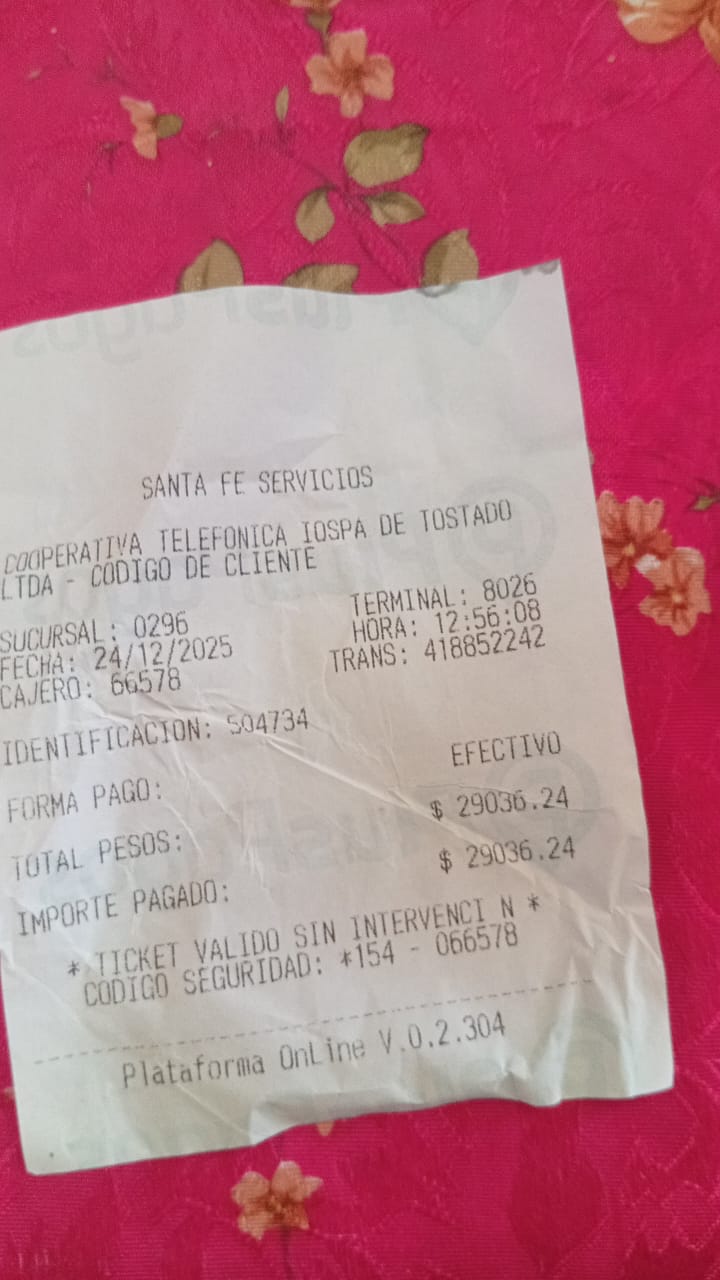 SANTA FE SERVICIOS
COOPERATIVA TELEFONICA IOSPA DE TOSTADO
LTDA - CODIGO DE CLIENTE
SUCURSAL: 0296 TERMINAL: 8026
FECHA: 24/12/2025 HORA: 12:56:08
CAJERO: 66578 TRANS: 418852242
IDENTIFICACION: 504734
FORMA PAGO: EFECTIVO
TOTAL PESOS: $ 29036.24
IMPORTE PAGADO: $ 29036.24
* TICKET VALIDO SIN INTERVENCI N *
CODIGO SEGURIDAD: *154 - 066578
Plataforma OnLine V.0.2.304